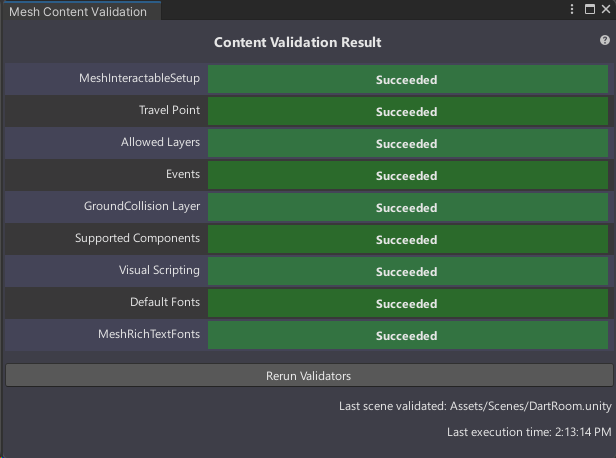 Mesh Content Validation
Content Validation Result
MeshInteractableSetup Succeeded
Travel Point Succeeded
Allowed Layers Succeeded
Events Succeeded
GroundCollision Layer Succeeded
Supported Components Succeeded
Visual Scripting Succeeded
Default Fonts Succeeded
MeshRichTextFonts Succeeded
Rerun Validators
Last scene validated: Assets/Scenes/DartRoom.unity
Last execution time: 2:13:14 PM